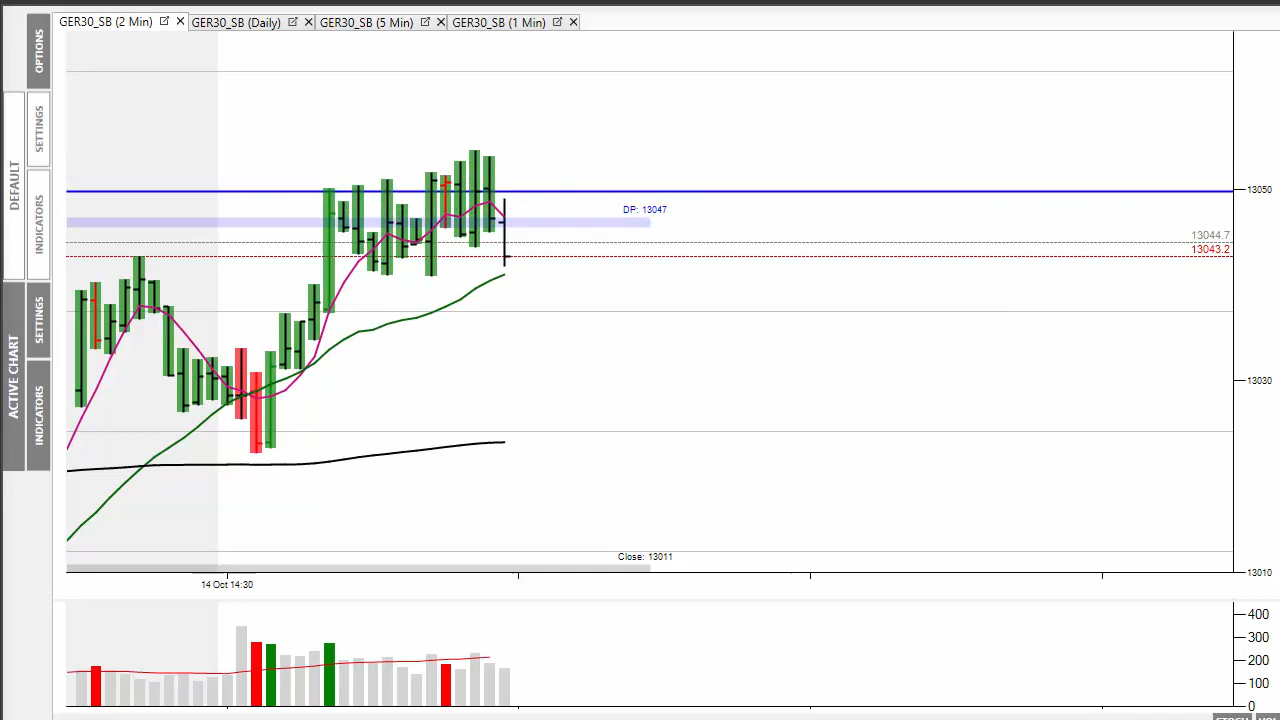 GER30_SB (2 Min)
GER30_SB (Daily)
GER30_SB (5 Min)
GER30_SB (1 Min)
OPTIONS
SETTINGS
DEFAULT
INDICATORS
SETTINGS
ACTIVE CHART
INDICATORS
13050
DP: 13047
13044.7
13043.2
13030
Close: 13011
13010
14 Oct 14:30
400
300
200
100
0